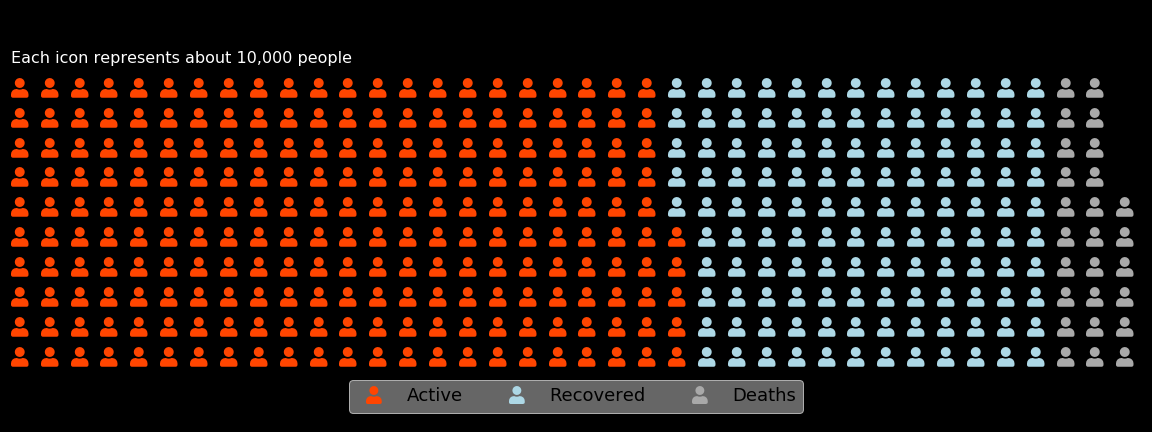 Each icon represents about 10,000 people
Active Recovered Deaths